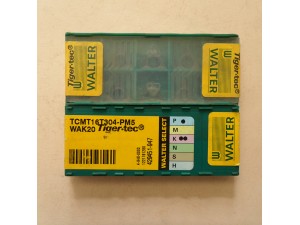 Tiger·tec®
WALTER
Tiger·tec®
WALTER
TCMT16T304-PM5
WAK20 Tiger·tec®
WALTER SELECT
P
M
K
N
S
H
WALTER